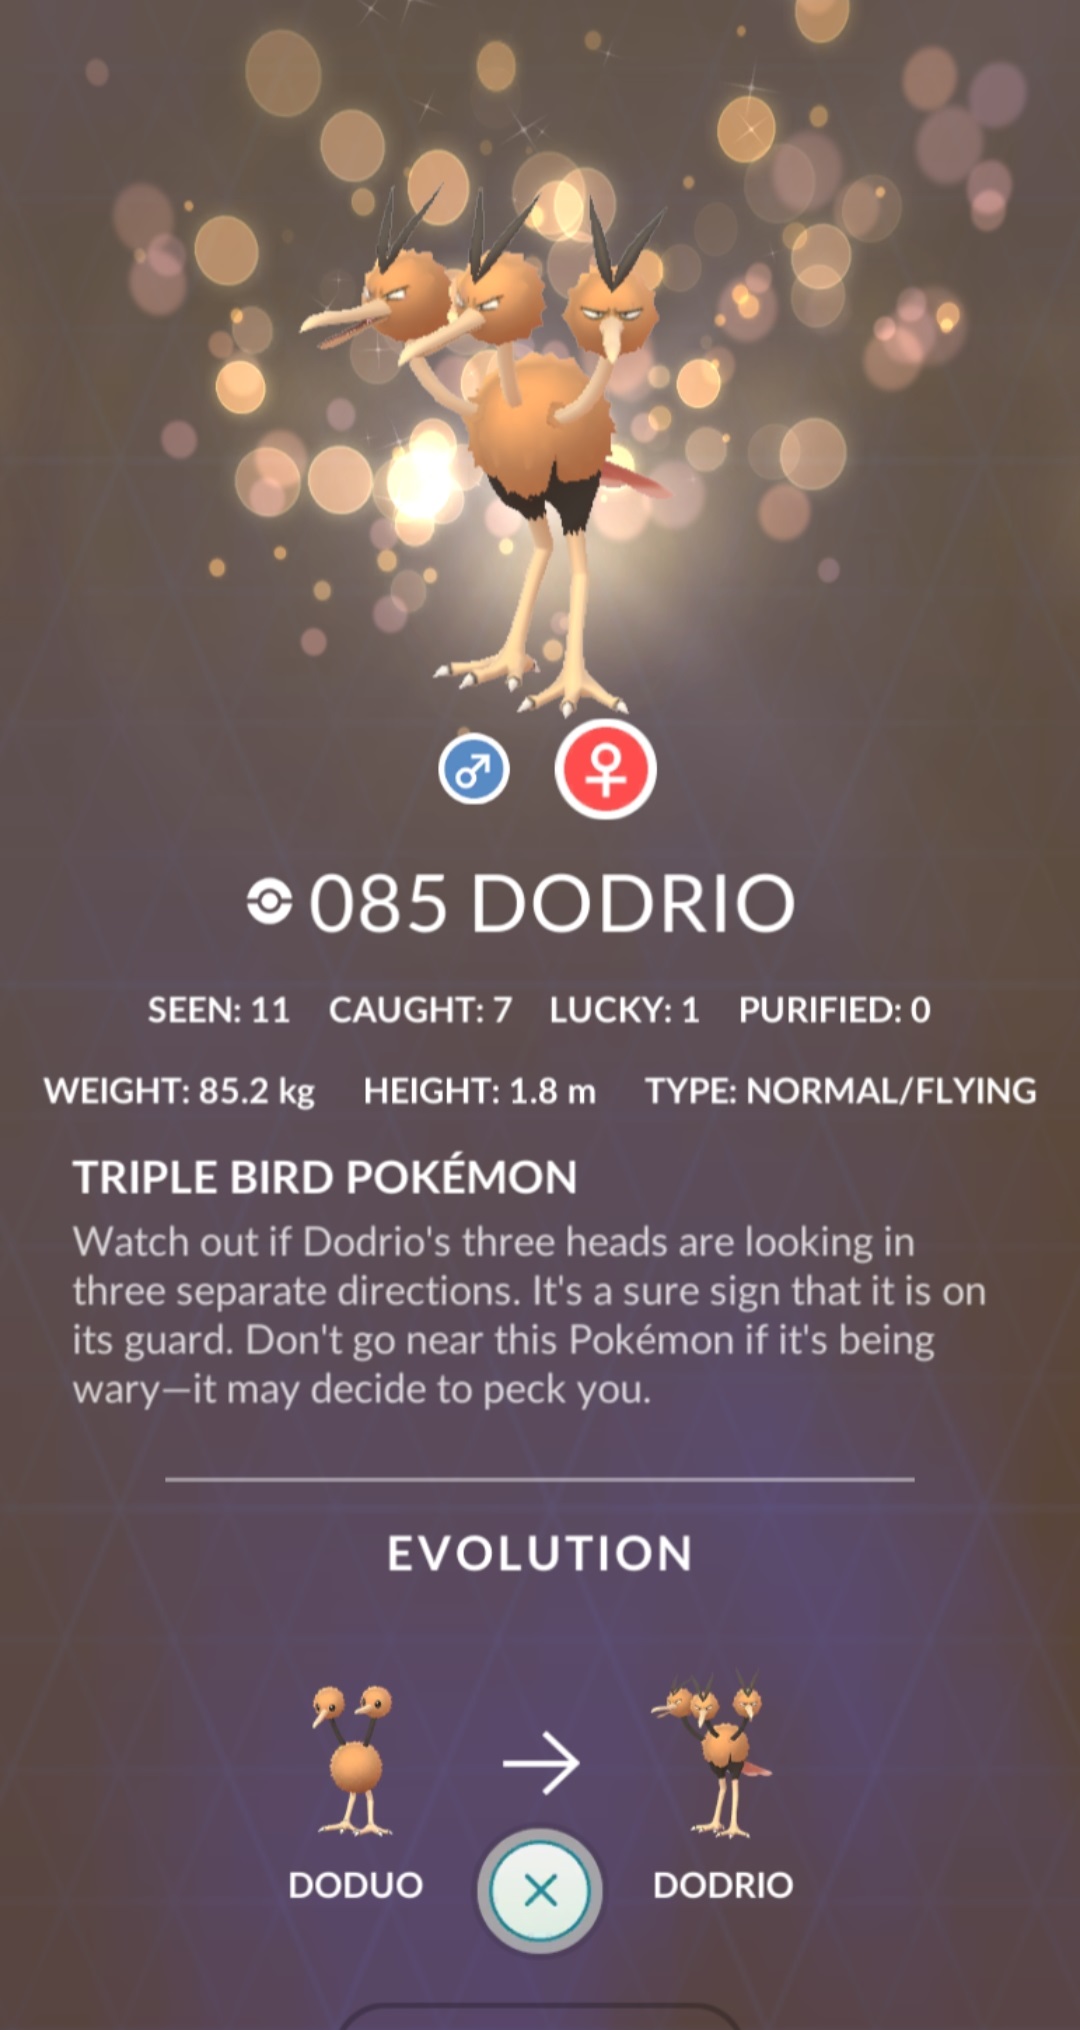 085 DODRIO
SEEN: 11 CAUGHT: 7 LUCKY: 1 PURIFIED: 0
WEIGHT: 85.2 kg HEIGHT: 1.8 m TYPE: NORMAL/FLYING
TRIPLE BIRD POKÉMON
Watch out if Dodrio's three heads are looking in
three separate directions. It's a sure sign that it is on
its guard. Don't go near this Pokémon if it's being
wary—it may decide to peck you.
EVOLUTION
DODUO DODRIO